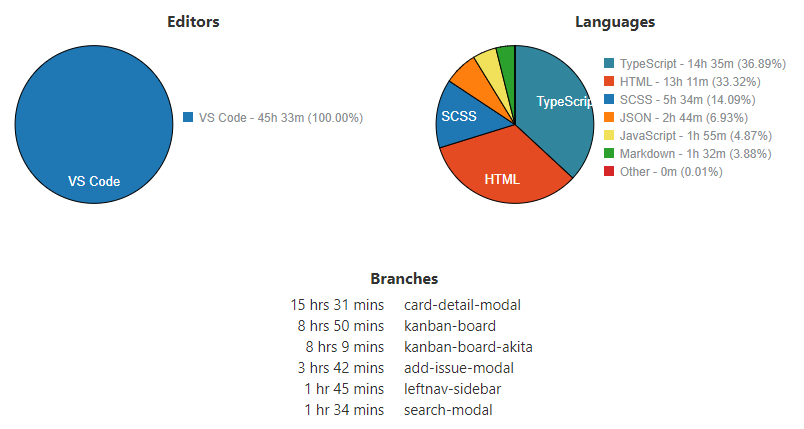 Editors
VS Code
VS Code - 45h 33m (100.00%)
Languages
TypeScrip
SCSS
HTML
TypeScript - 14h 35m (36.89%)
HTML - 13h 11m (33.32%)
SCSS - 5h 34m (14.09%)
JSON - 2h 44m (6.93%)
JavaScript - 1h 55m (4.87%)
Markdown - 1h 32m (3.88%)
Other - 0m (0.01%)
Branches
15 hrs 31 mins card-detail-modal
8 hrs 50 mins kanban-board
8 hrs 9 mins kanban-board-akita
3 hrs 42 mins add-issue-modal
1 hr 45 mins leftnav-sidebar
1 hr 34 mins search-modal